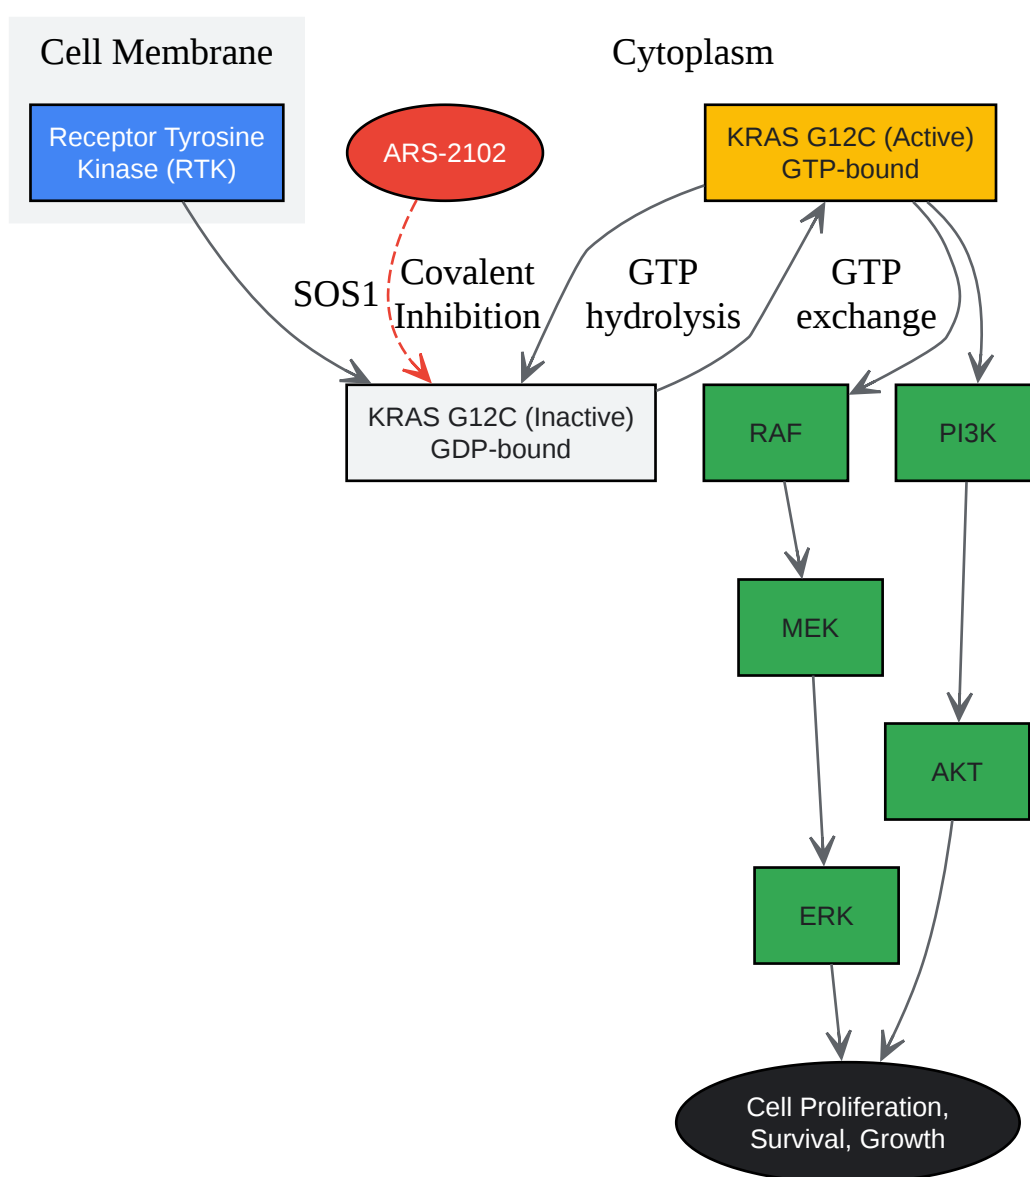 Cell Membrane
Cytoplasm
Receptor Tyrosine
Kinase (RTK)
ARS-2102
KRAS G12C (Active)
GTP-bound
SOS1
Covalent
Inhibition
GTP
hydrolysis
GTP
exchange
KRAS G12C (Inactive)
GDP-bound
RAF
PI3K
MEK
AKT
ERK
Cell Proliferation,
Survival, Growth